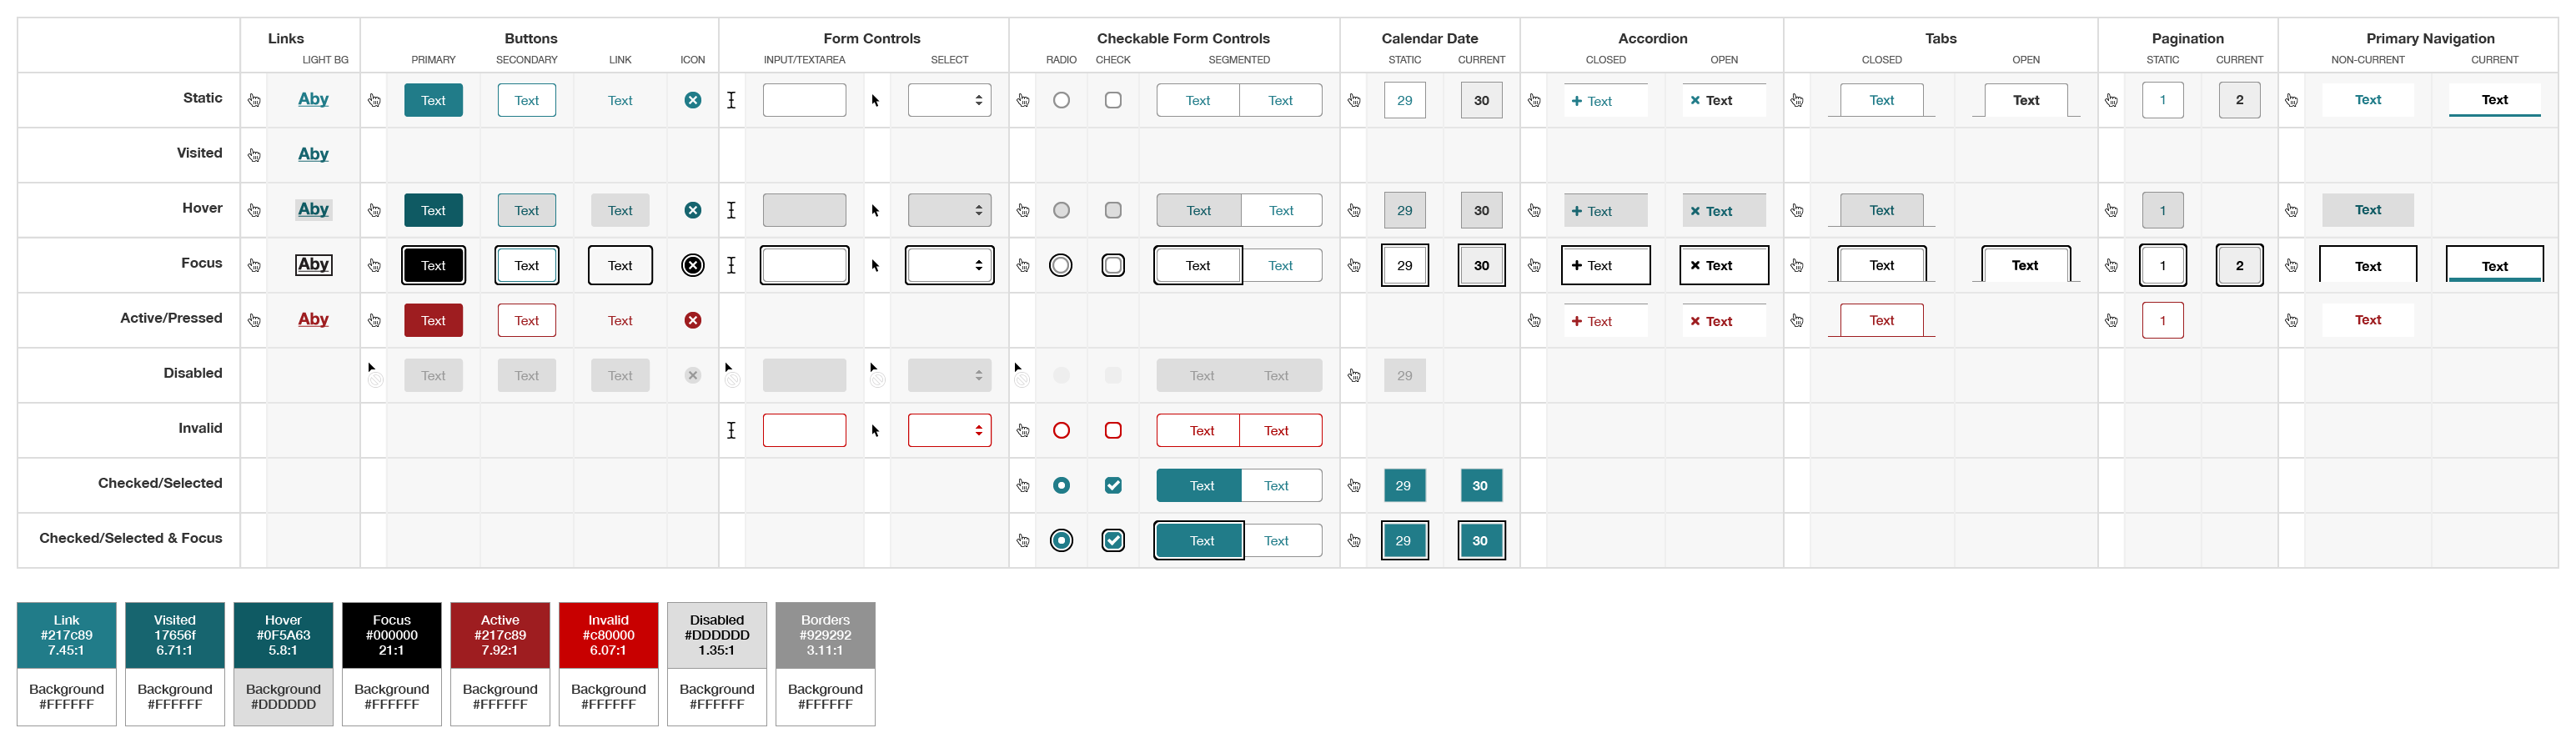 Links Buttons Form Controls Checkable Form Controls Calendar Date Accordion Tabs Pagination Primary Navigation
LIGHT BG PRIMARY SECONDARY LINK ICON INPUT/TEXTAREA SELECT RADIO CHECK SEGMENTED STATIC CURRENT CLOSED OPEN CLOSED OPEN STATIC CURRENT NON-CURRENT CURRENT
Static Aby Text Text Text Text Text 29 30 Text Text Text Text 1 2 Text Text
Visited Aby
Hover Aby Text Text Text Text Text 29 30 Text Text Text 1 Text
Focus Aby Text Text Text Text Text 29 30 Text Text Text Text 1 2 Text Text
Active/Pressed Aby Text Text Text Text Text Text 1 Text
Disabled Text Text Text Text Text 29
Invalid Text Text
Checked/Selected Text Text 29 30
Checked/Selected & Focus Text Text 29 30
Link
#217c89
7.45:1
Background
#FFFFFF
Visited
17656f
6.71:1
Background
#FFFFFF
Hover
#0F5A63
5.8:1
Background
#DDDDDD
Focus
#000000
21:1
Background
#FFFFFF
Active
#217c89
7.92:1
Background
#FFFFFF
Invalid
#c80000
6.07:1
Background
#FFFFFF
Disabled
#DDDDDD
1.35:1
Background
#FFFFFF
Borders
#929292
3.11:1
Background
#FFFFFF